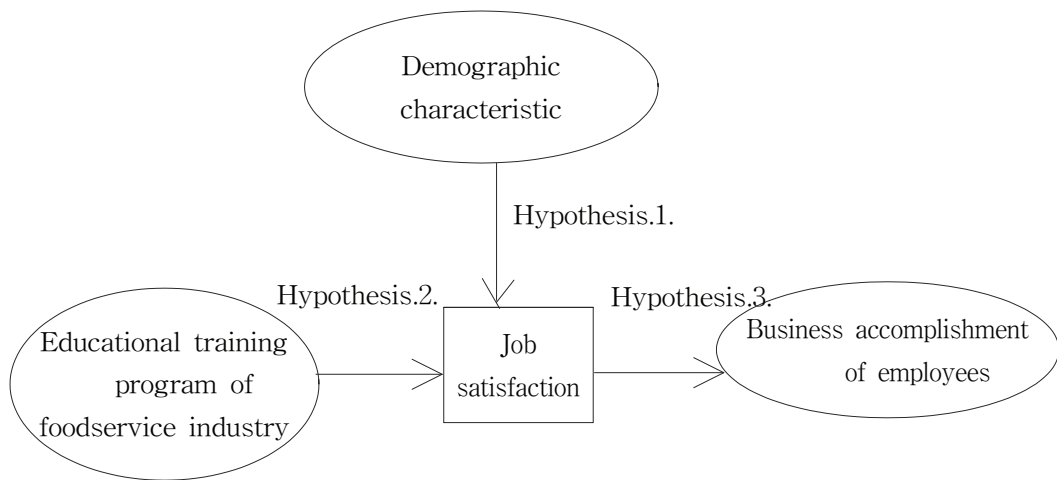 Demographic
characteristic
Hypothesis.1.
Hypothesis.2.
Hypothesis.3.
Educational training
program of
foodservice industry
Job
satisfaction
Business accomplishment
of employees